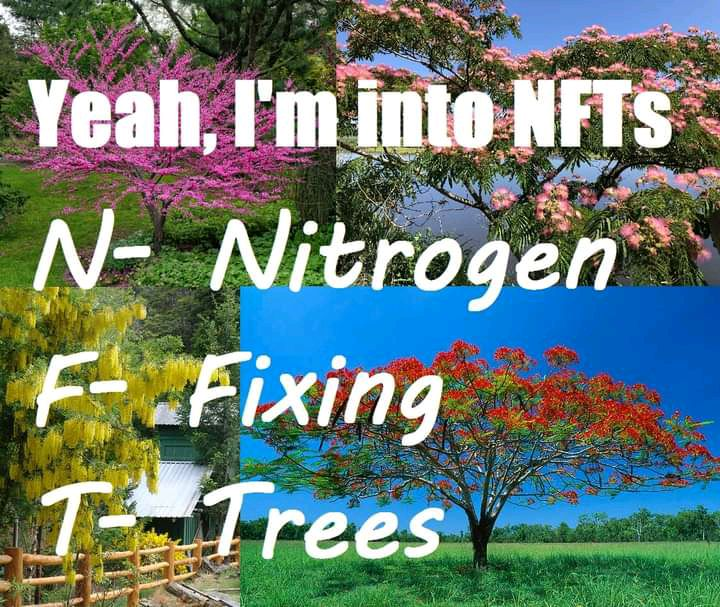 Yeah, I'm into NFTs
N- Nitrogen
F- Fixing
T- Trees